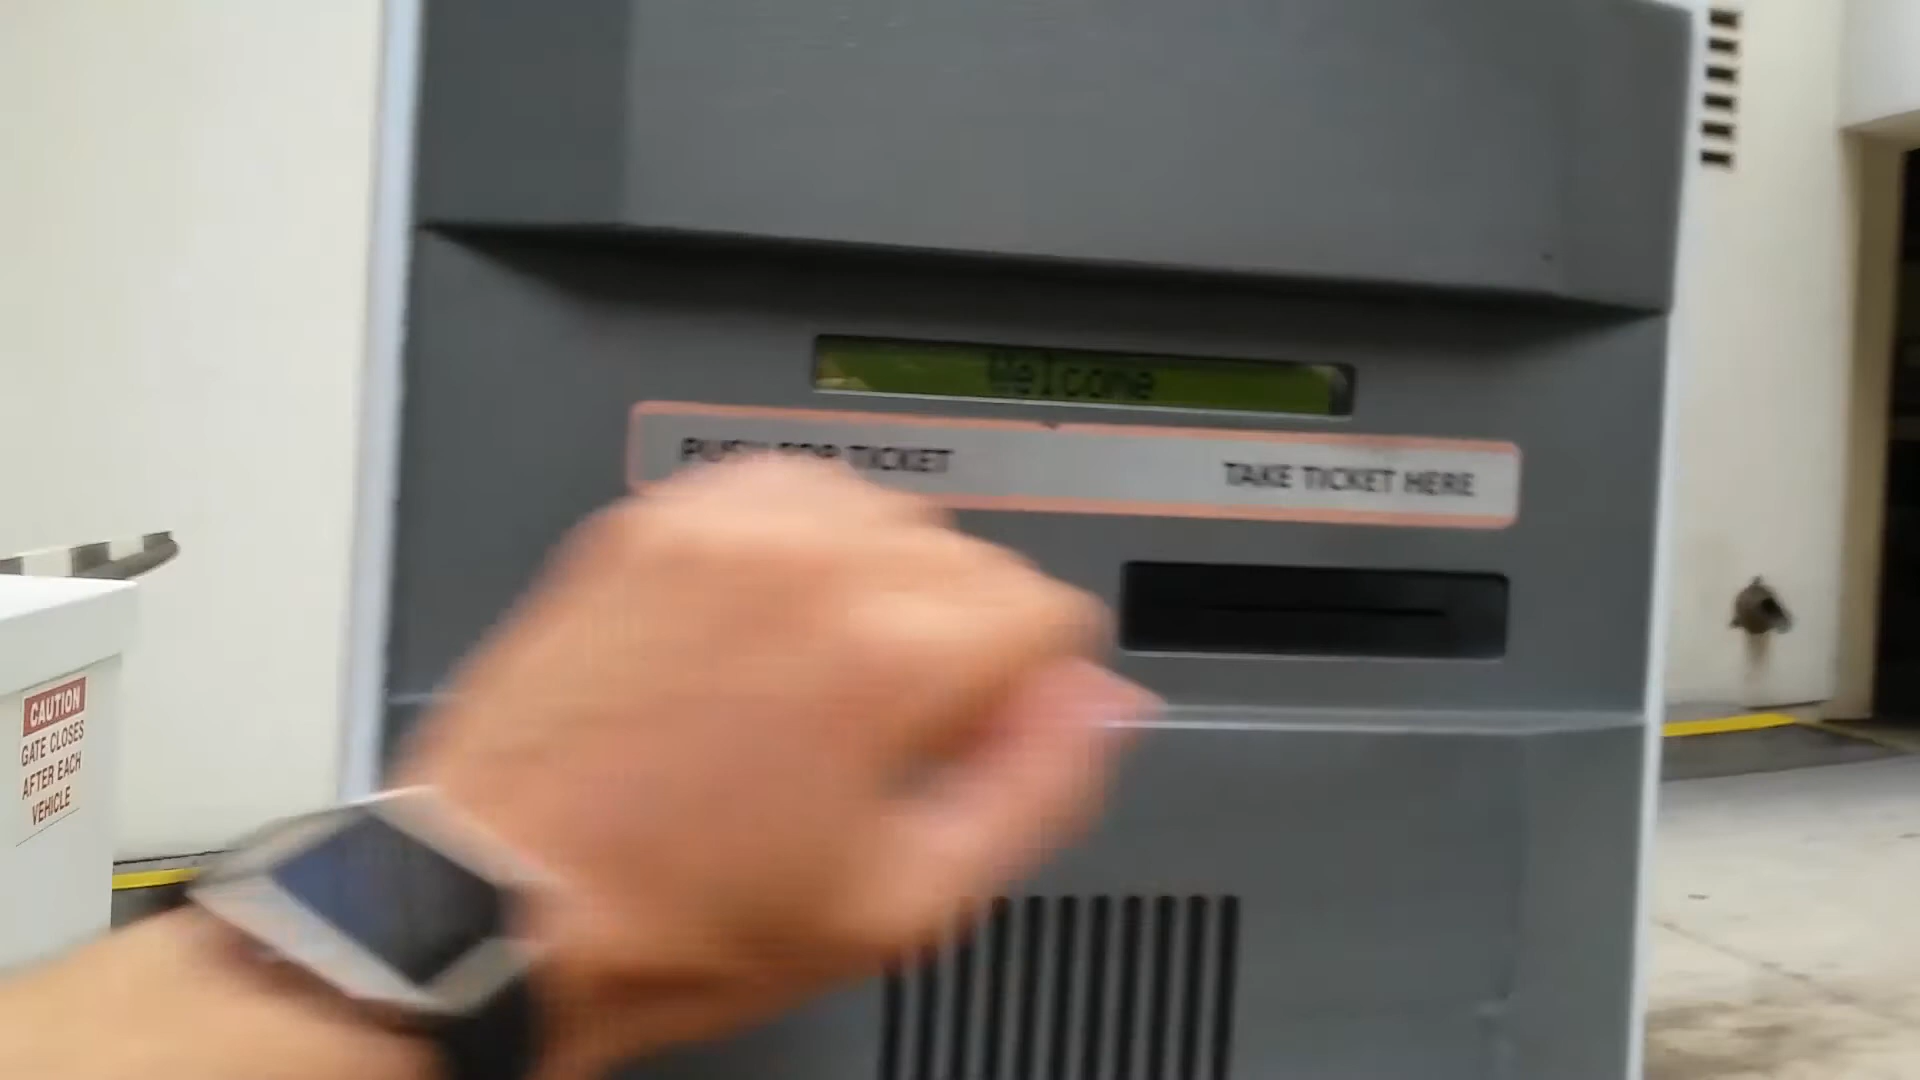 Welcome
PUSH FOR TICKET
TAKE TICKET HERE
CAUTION
GATE CLOSES
AFTER EACH
VEHICLE